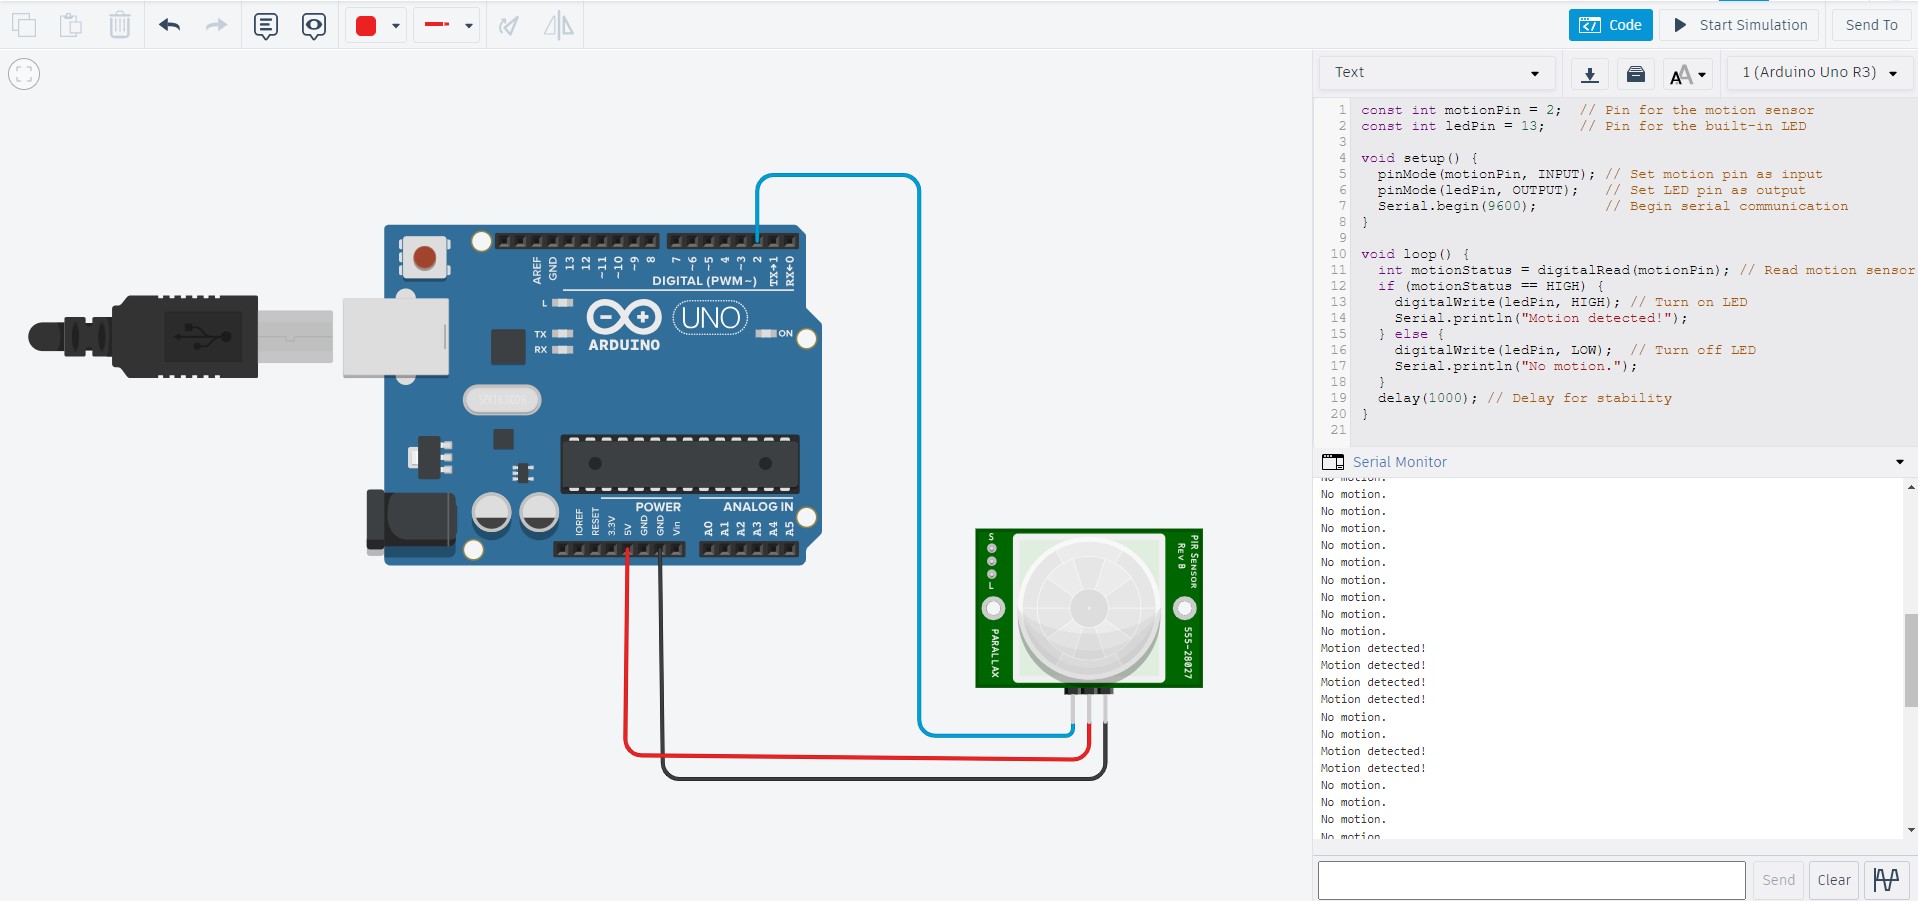 Code
Start Simulation
Send To
Text
1 (Arduino Uno R3)
1 const int motionPin = 2;  // Pin for the motion sensor
2 const int ledPin = 13;    // Pin for the built-in LED
3
4 void setup() {
5   pinMode(motionPin, INPUT); // Set motion pin as input
6   pinMode(ledPin, OUTPUT);   // Set LED pin as output
7   Serial.begin(9600);        // Begin serial communication
8 }
9
10 void loop() {
11   int motionStatus = digitalRead(motionPin); // Read motion sensor
12   if (motionStatus == HIGH) {
13     digitalWrite(ledPin, HIGH); // Turn on LED
14     Serial.println("Motion detected!");
15   } else {
16     digitalWrite(ledPin, LOW);  // Turn off LED
17     Serial.println("No motion.");
18   }
19   delay(1000); // Delay for stability
20 }
21
Serial Monitor
No motion.
No motion.
No motion.
No motion.
No motion.
No motion.
No motion.
No motion.
No motion.
No motion.
Motion detected!
Motion detected!
Motion detected!
Motion detected!
No motion.
No motion.
Motion detected!
Motion detected!
No motion.
No motion.
No motion.
No motion.
Send
Clear
AREF
GND
13
12
~11
~10
~9
8
7
~6
~5
4
~3
2
TX→1
RX←0
DIGITAL (PWM~)
L
TX
RX
ARDUINO
UNO
ON
POWER
ANALOG IN
IOREF
RESET
3.3V
5V
GND
GND
Vin
A0
A1
A2
A3
A4
A5
S
L
PARALLAX
PIR SENSOR
REV B
555-28027